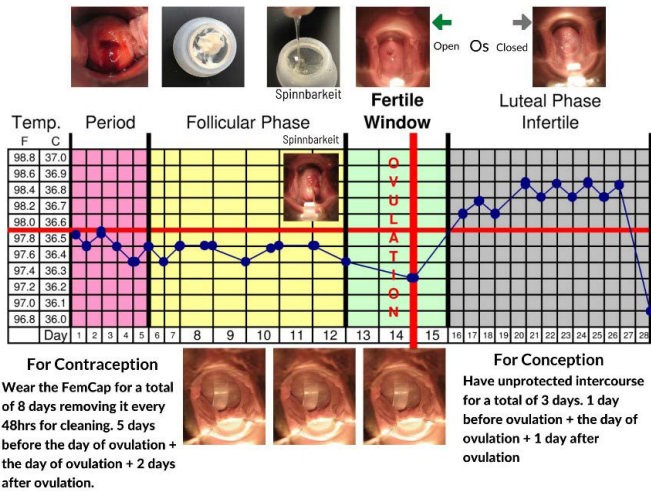 Open Os Closed
Spinnbarkeit
Fertile
Window
Luteal Phase
Infertile
Temp. Period Follicular Phase
F C
Spinnbarkeit
98.8 37.0
98.6 36.9
98.4 36.8
98.2 36.7
98.0 36.6
97.8 36.5
97.6 36.4
97.4 36.3
97.2 36.2
97.0 36.1
96.8 36.0
OVULATION
Day 1 2 3 4 5 6 7 8 9 10 11 12 13 14 15 16 17 18 19 20 21 22 23 24 25 26 27 28
For Contraception
Wear the FemCap for a total
of 8 days removing it every
48hrs for cleaning. 5 days
before the day of ovulation +
the day of ovulation + 2 days
after ovulation.
For Conception
Have unprotected intercourse
for a total of 3 days. 1 day
before ovulation + the day of
ovulation + 1 day after
ovulation